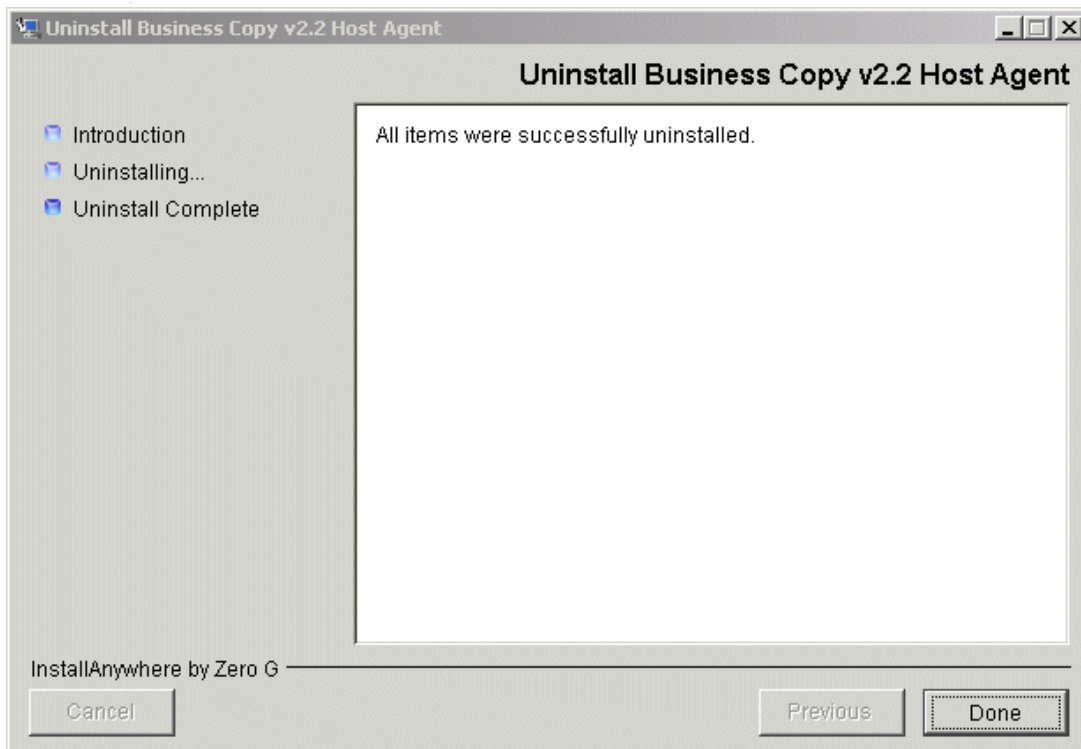 Uninstall Business Copy v2.2 Host Agent
Uninstall Business Copy v2.2 Host Agent
Introduction
Uninstalling...
Uninstall Complete
All items were successfully uninstalled.
InstallAnywhere by Zero G
Cancel
Previous
Done